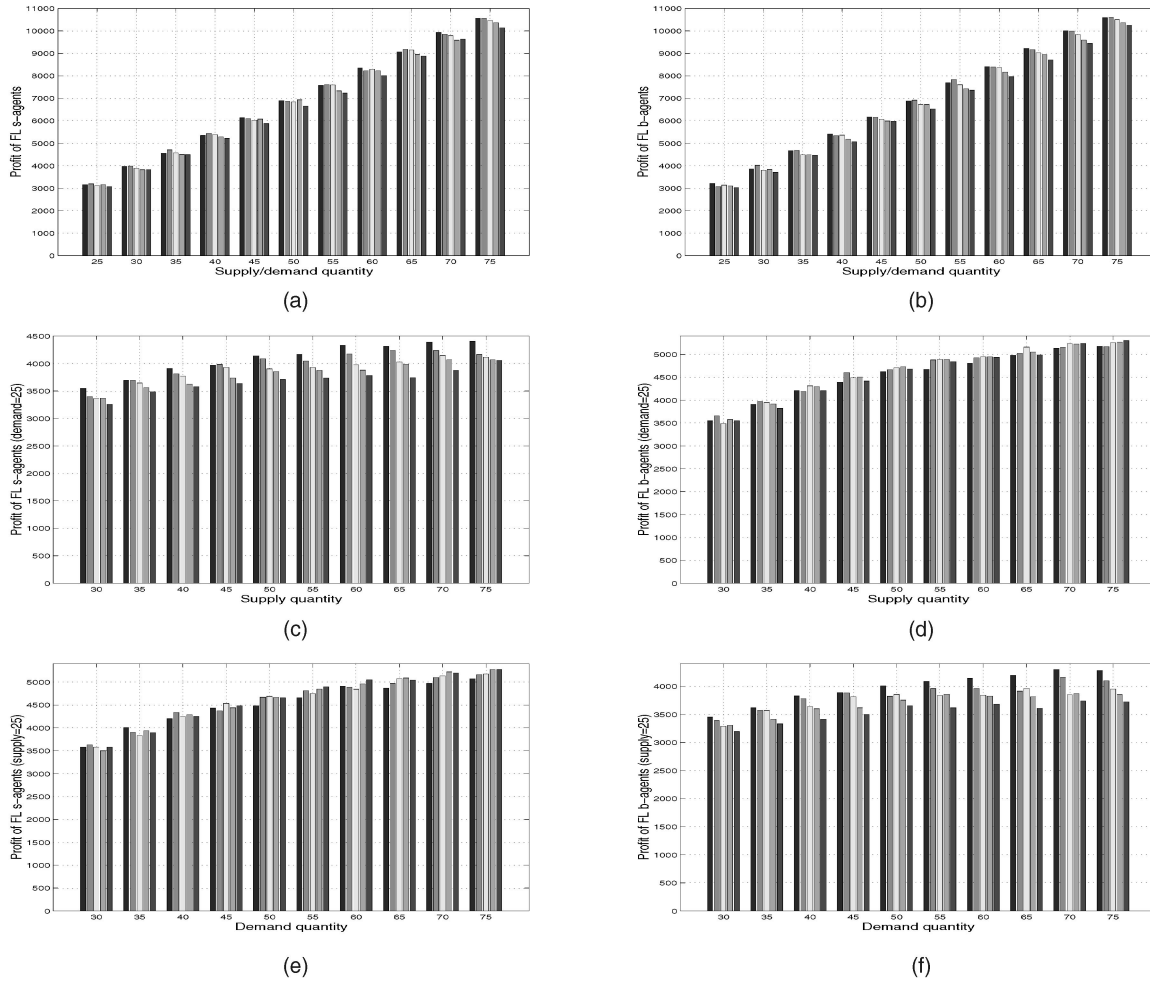 11000
10000
9000
8000
7000
6000
5000
4000
3000
2000
1000
0
Profit of FL s-agents
25 30 35 40 45 50 55 60 65 70 75
Supply/demand quantity
(a)
11000
10000
9000
8000
7000
6000
5000
4000
3000
2000
1000
0
Profit of FL b-agents
25 30 35 40 45 50 55 60 65 70 75
Supply/demand quantity
(b)
4500
4000
3500
3000
2500
2000
1500
1000
500
0
Profit of FL s-agents (demand=25)
30 35 40 45 50 55 60 65 70 75
Supply quantity
(c)
5000
4500
4000
3500
3000
2500
2000
1500
1000
500
0
Profit of FL b-agents (demand=25)
30 35 40 45 50 55 60 65 70 75
Supply quantity
(d)
5000
4500
4000
3500
3000
2500
2000
1500
1000
500
0
Profit of FL s-agents (supply=25)
30 35 40 45 50 55 60 65 70 75
Demand quantity
(e)
4000
3500
3000
2500
2000
1500
1000
500
0
Profit of FL b-agents (supply=25)
30 35 40 45 50 55 60 65 70 75
Demand quantity
(f)